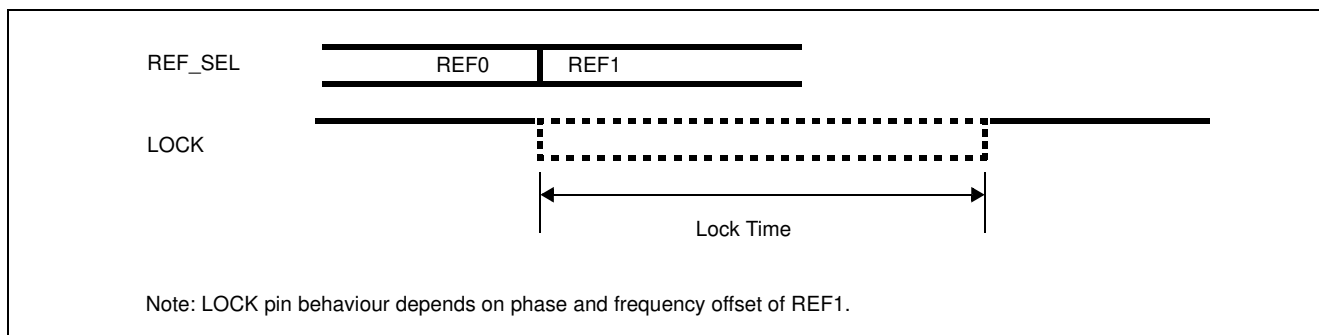 REF_SEL REF0 REF1
LOCK
Lock Time
Note: LOCK pin behaviour depends on phase and frequency offset of REF1.